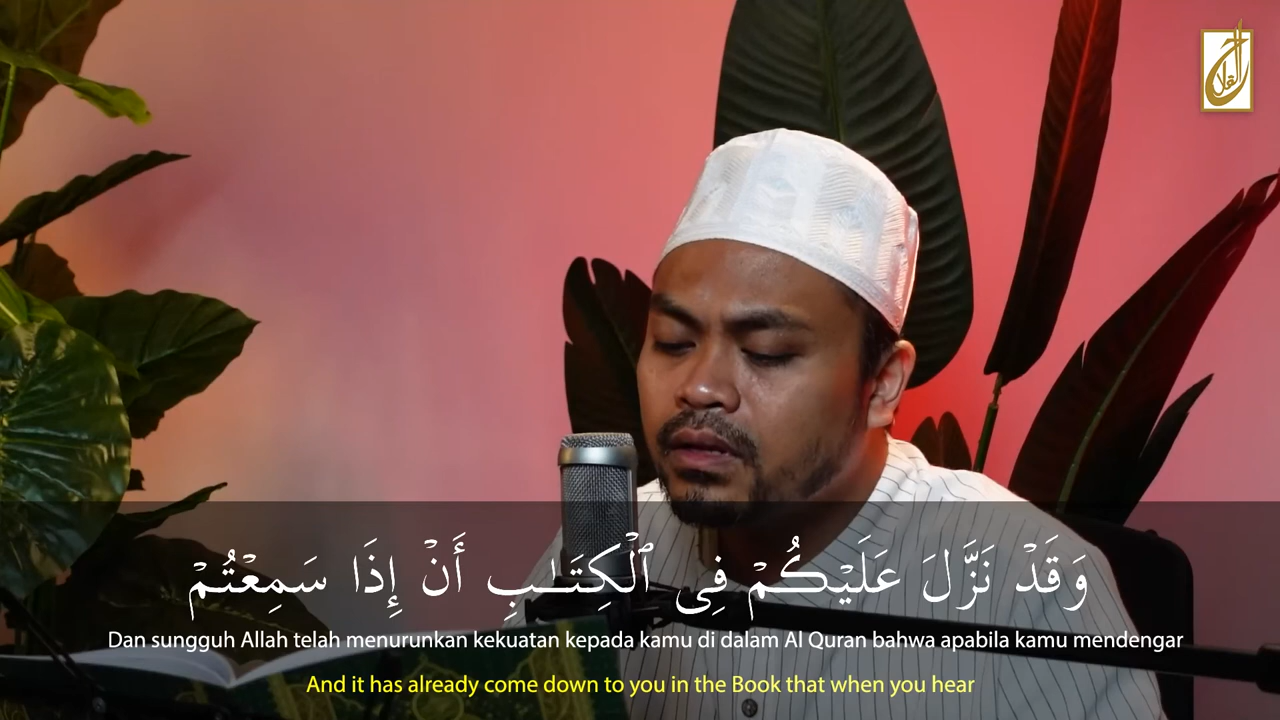 وَقَدْ نَزَّلَ عَلَيْكُمْ فِى ٱلْكِتَـٰبِ أَنْ إِذَا سَمِعْتُمْ
Dan sungguh Allah telah menurunkan kekuatan kepada kamu di dalam Al Quran bahwa apabila kamu mendengar
And it has already come down to you in the Book that when you hear